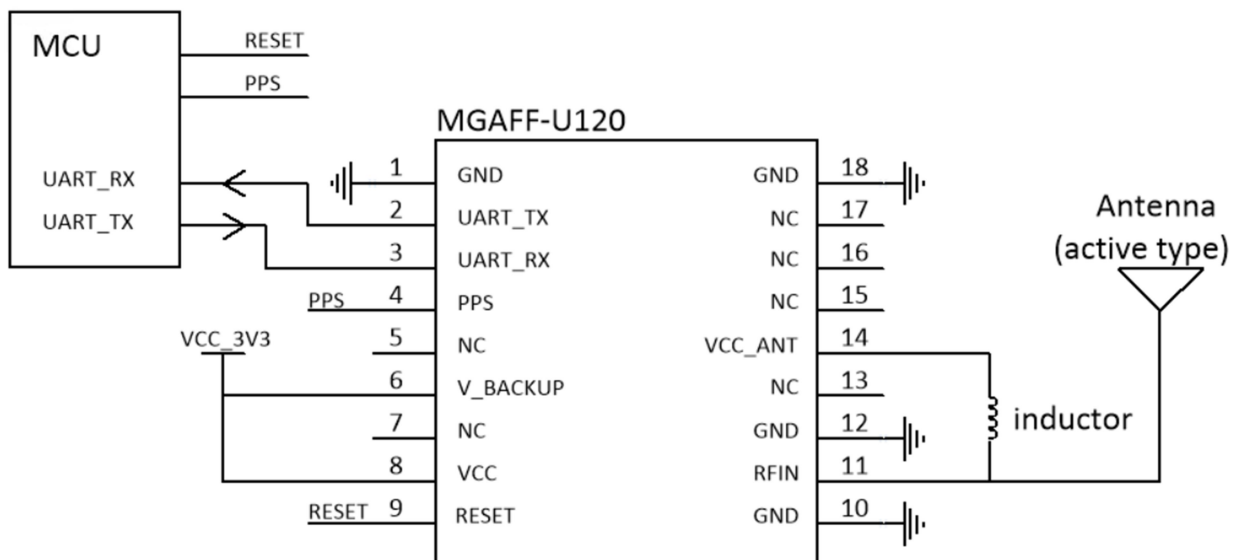 MCU
RESET
PPS
UART_RX
UART_TX
MGAFF-U120
1 GND
2 UART_TX
3 UART_RX
PPS 4 PPS
5 NC
VCC_3V3
6 V_BACKUP
7 NC
8 VCC
RESET 9 RESET
GND 18
NC 17
NC 16
NC 15
VCC_ANT 14
NC 13
GND 12
RFIN 11
GND 10
inductor
Antenna
(active type)